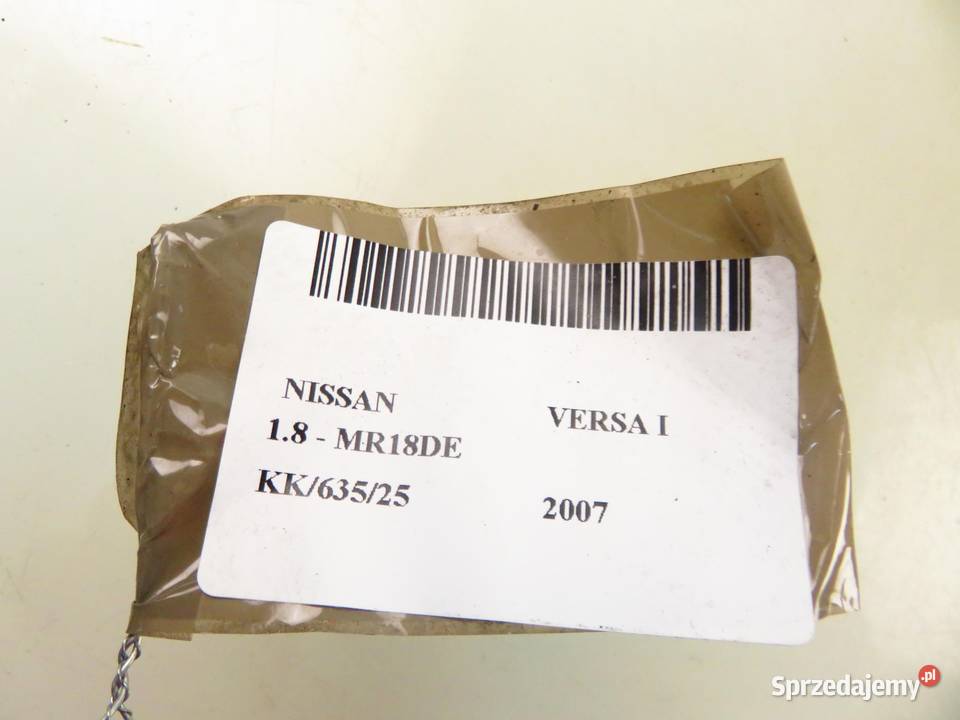 NISSAN VERSA I
1.8 - MR18DE
KK/635/25 2007
Sprzedajemy.pl